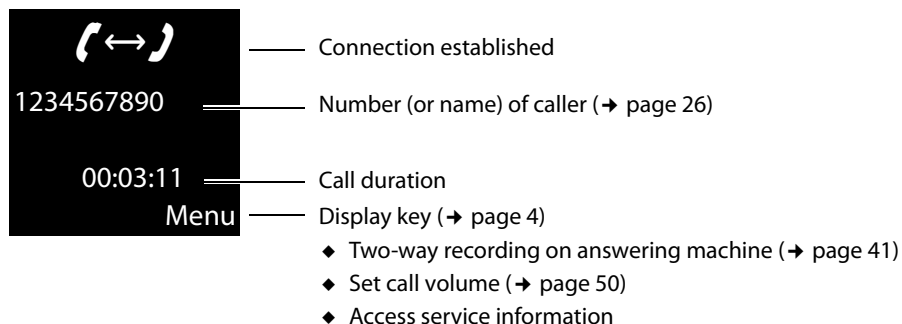 Connection established
1234567890
Number (or name) of caller (➔ page 26)
00:03:11
Call duration
Menu
Display key (➔ page 4)
◆ Two-way recording on answering machine (➔ page 41)
◆ Set call volume (➔ page 50)
◆ Access service information